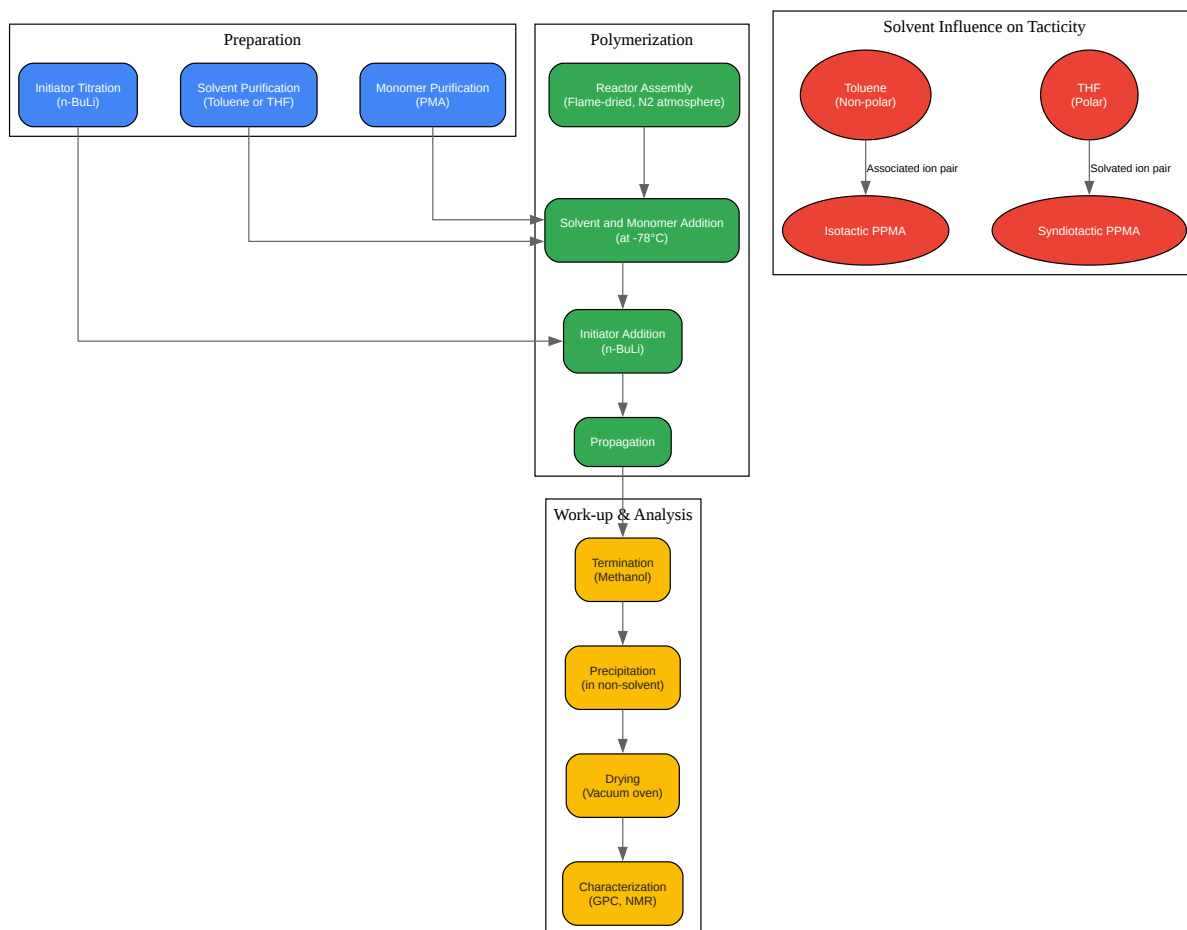 Preparation
Initiator Titration
(n-BuLi)
Solvent Purification
(Toluene or THF)
Monomer Purification
(PMA)
Polymerization
Reactor Assembly
(Flame-dried, N2 atmosphere)
Solvent and Monomer Addition
(at -78°C)
Initiator Addition
(n-BuLi)
Propagation
Work-up & Analysis
Termination
(Methanol)
Precipitation
(in non-solvent)
Drying
(Vacuum oven)
Characterization
(GPC, NMR)
Solvent Influence on Tacticity
Toluene
(Non-polar)
THF
(Polar)
Associated ion pair
Solvated ion pair
Isotactic PPMA
Syndiotactic PPMA